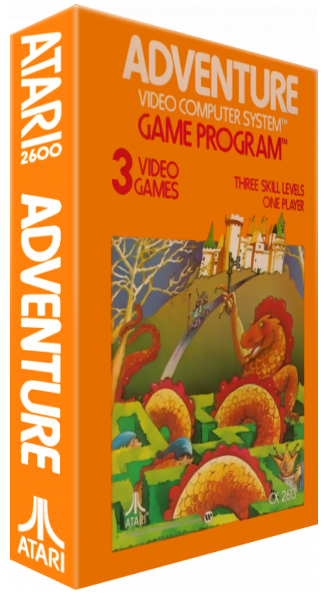 ATARI
2600
ADVENTURE
ATARI
ADVENTURE
VIDEO COMPUTER SYSTEM™
GAME PROGRAM™
3 VIDEO
GAMES
THREE SKILL LEVELS
ONE PLAYER
ATARI
W
CX 2613